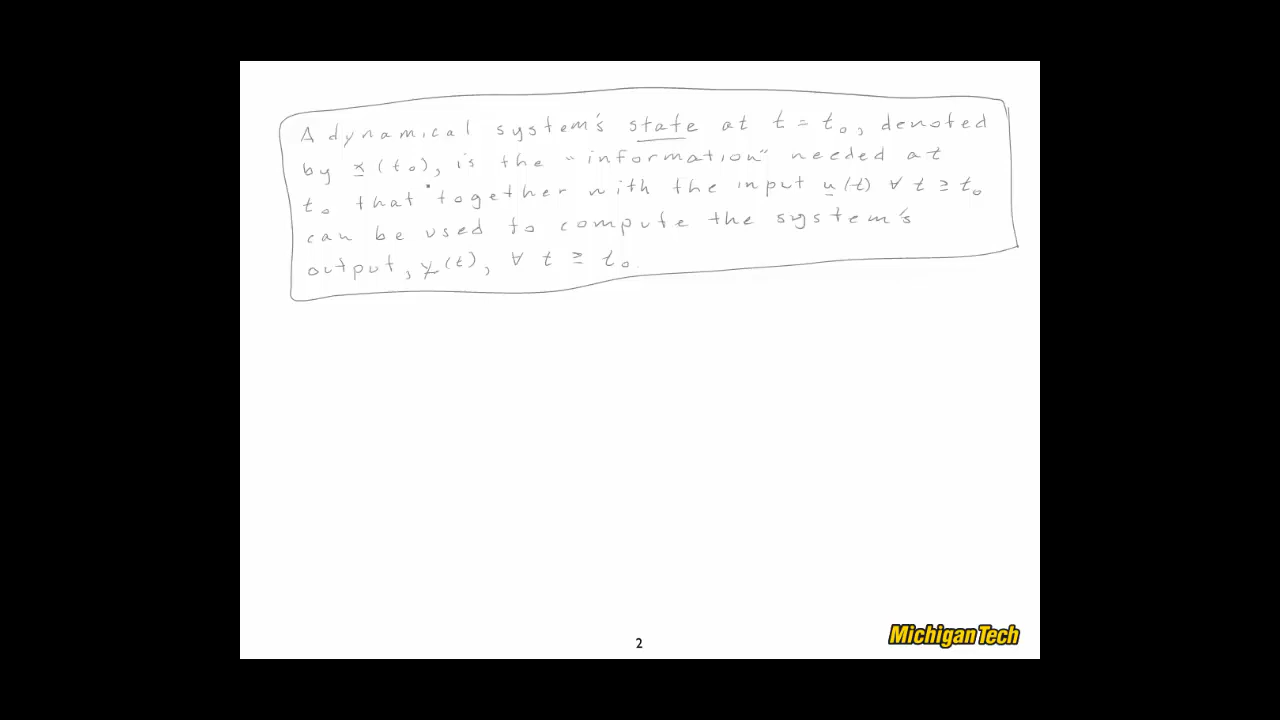 A dynamical system's state at t = t₀, denoted
by x(t₀), is the "information" needed at
t₀ that together with the input u(t) ∀ t ≥ t₀
can be used to compute the system's
output, y(t), ∀ t ≥ t₀.
2
Michigan Tech